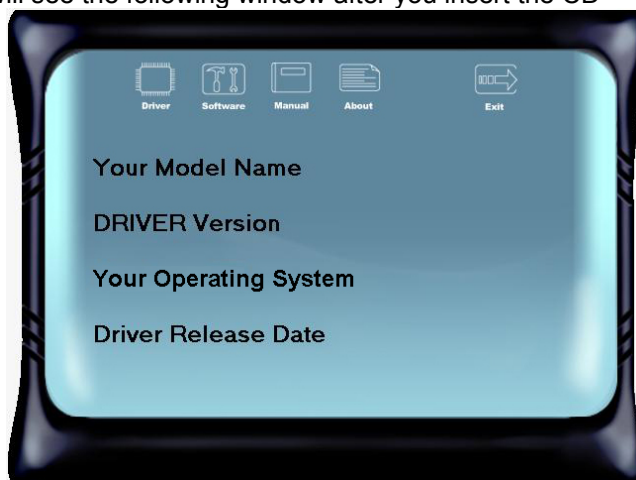 will see the following window after you insert the CD
Driver Software Manual About Exit
Your Model Name
DRIVER Version
Your Operating System
Driver Release Date